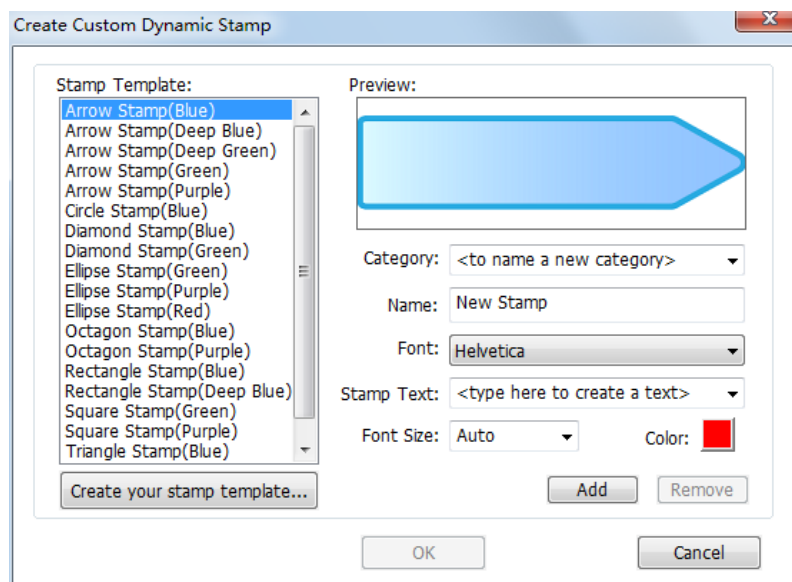 Create Custom Dynamic Stamp
Stamp Template:
Arrow Stamp(Blue)
Arrow Stamp(Deep Blue)
Arrow Stamp(Deep Green)
Arrow Stamp(Green)
Arrow Stamp(Purple)
Circle Stamp(Blue)
Diamond Stamp(Blue)
Diamond Stamp(Green)
Ellipse Stamp(Green)
Ellipse Stamp(Purple)
Ellipse Stamp(Red)
Octagon Stamp(Blue)
Octagon Stamp(Purple)
Rectangle Stamp(Blue)
Rectangle Stamp(Deep Blue)
Square Stamp(Green)
Square Stamp(Purple)
Triangle Stamp(Blue)
Create your stamp template...
Preview:
Category: <to name a new category>
Name: New Stamp
Font: Helvetica
Stamp Text: <type here to create a text>
Font Size: Auto Color:
Add Remove
OK Cancel